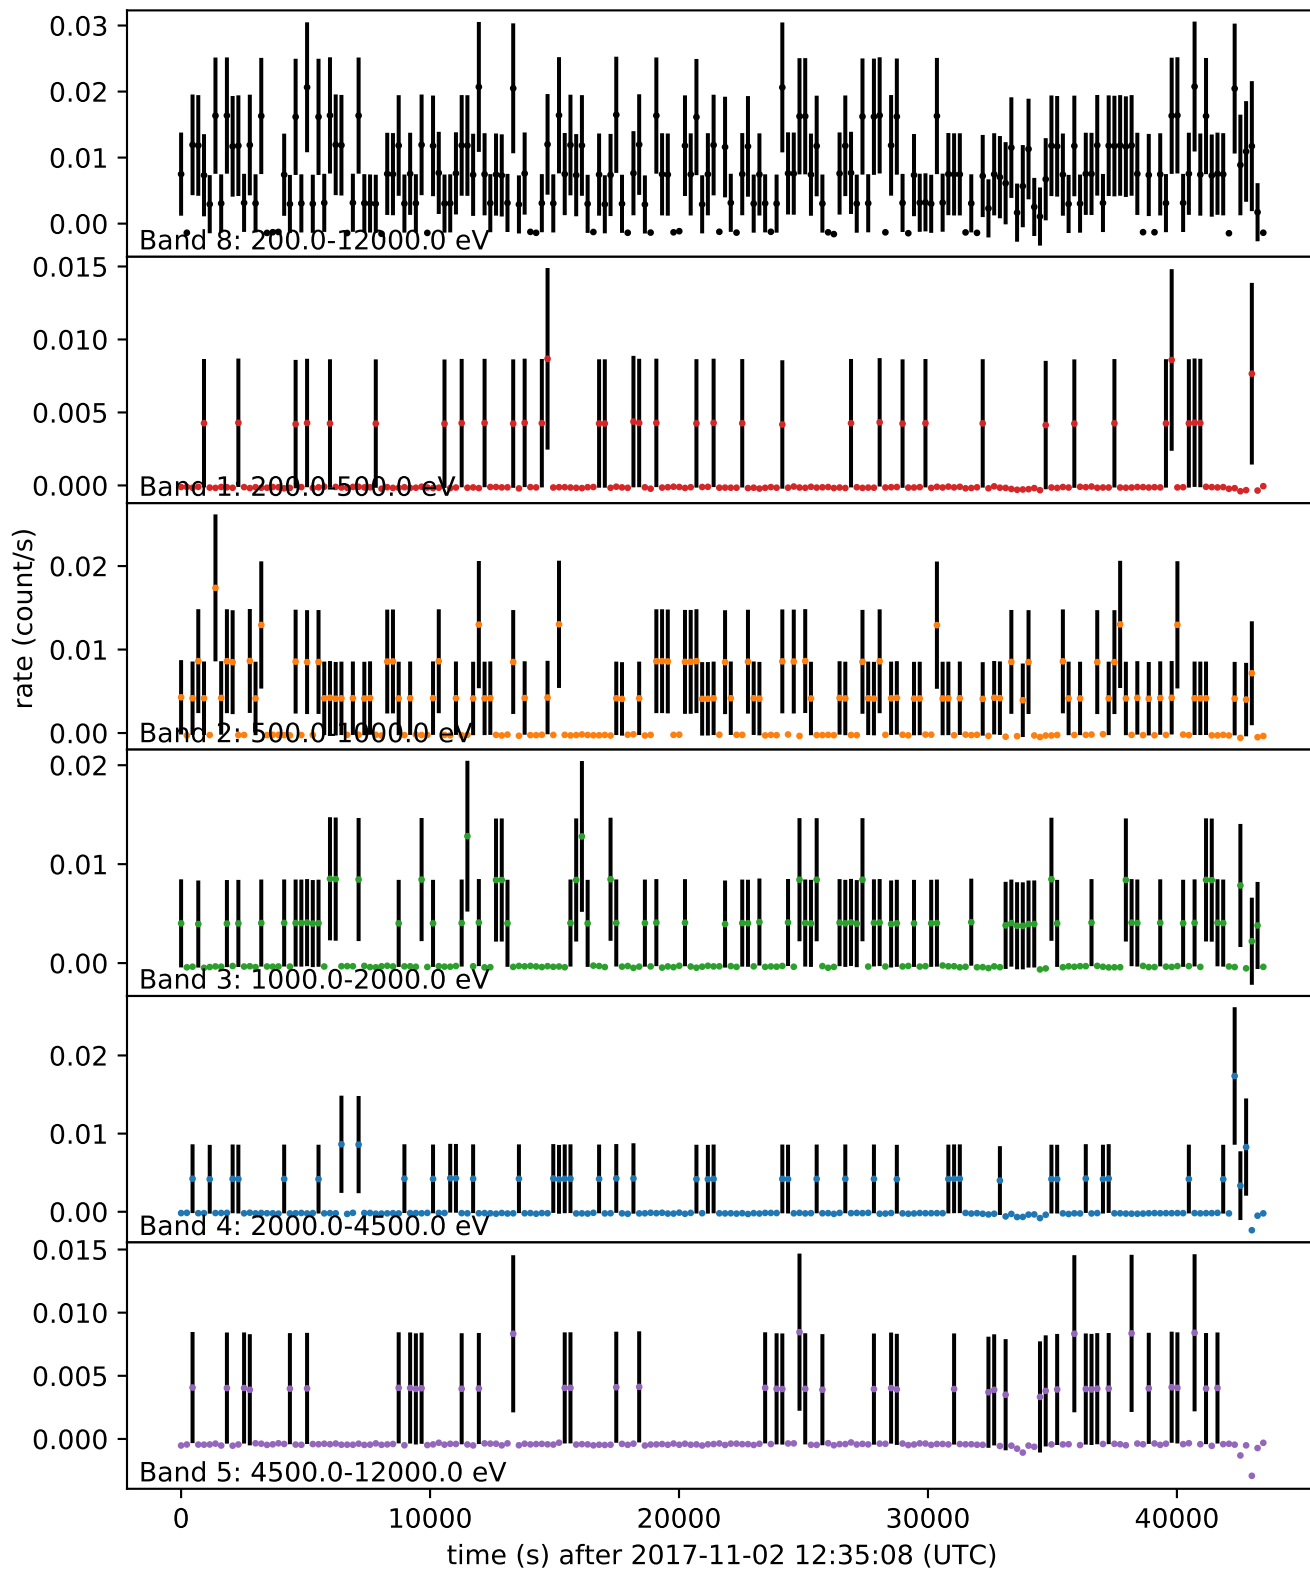 0.03
0.02
0.01
0.00
Band 8: 200.0-12000.0 eV
0.015
0.010
0.005
0.000
Band 1: 200.0-500.0 eV
rate (count/s)
0.02
0.01
0.00
Band 2: 500.0-1000.0 eV
0.02
0.01
0.00
Band 3: 1000.0-2000.0 eV
0.02
0.01
0.00
Band 4: 2000.0-4500.0 eV
0.015
0.010
0.005
0.000
Band 5: 4500.0-12000.0 eV
0 10000 20000 30000 40000
time (s) after 2017-11-02 12:35:08 (UTC)